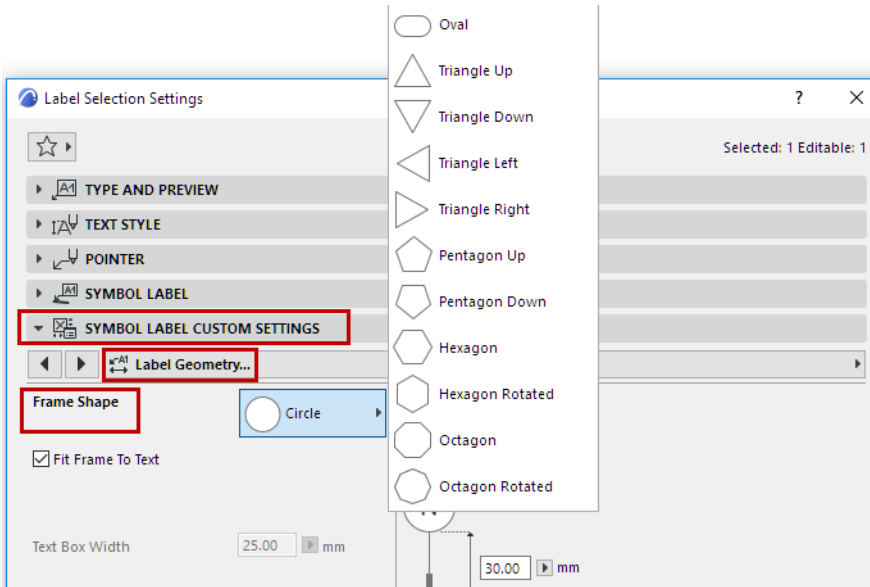 Oval
Triangle Up
Label Selection Settings
?
Triangle Down
Selected: 1 Editable: 1
Triangle Left
TYPE AND PREVIEW
Triangle Right
TEXT STYLE
Pentagon Up
POINTER
SYMBOL LABEL
Pentagon Down
SYMBOL LABEL CUSTOM SETTINGS
Hexagon
Label Geometry...
Hexagon Rotated
Frame Shape
Circle
Octagon
Fit Frame To Text
Octagon Rotated
Text Box Width
25.00 mm
30.00 mm